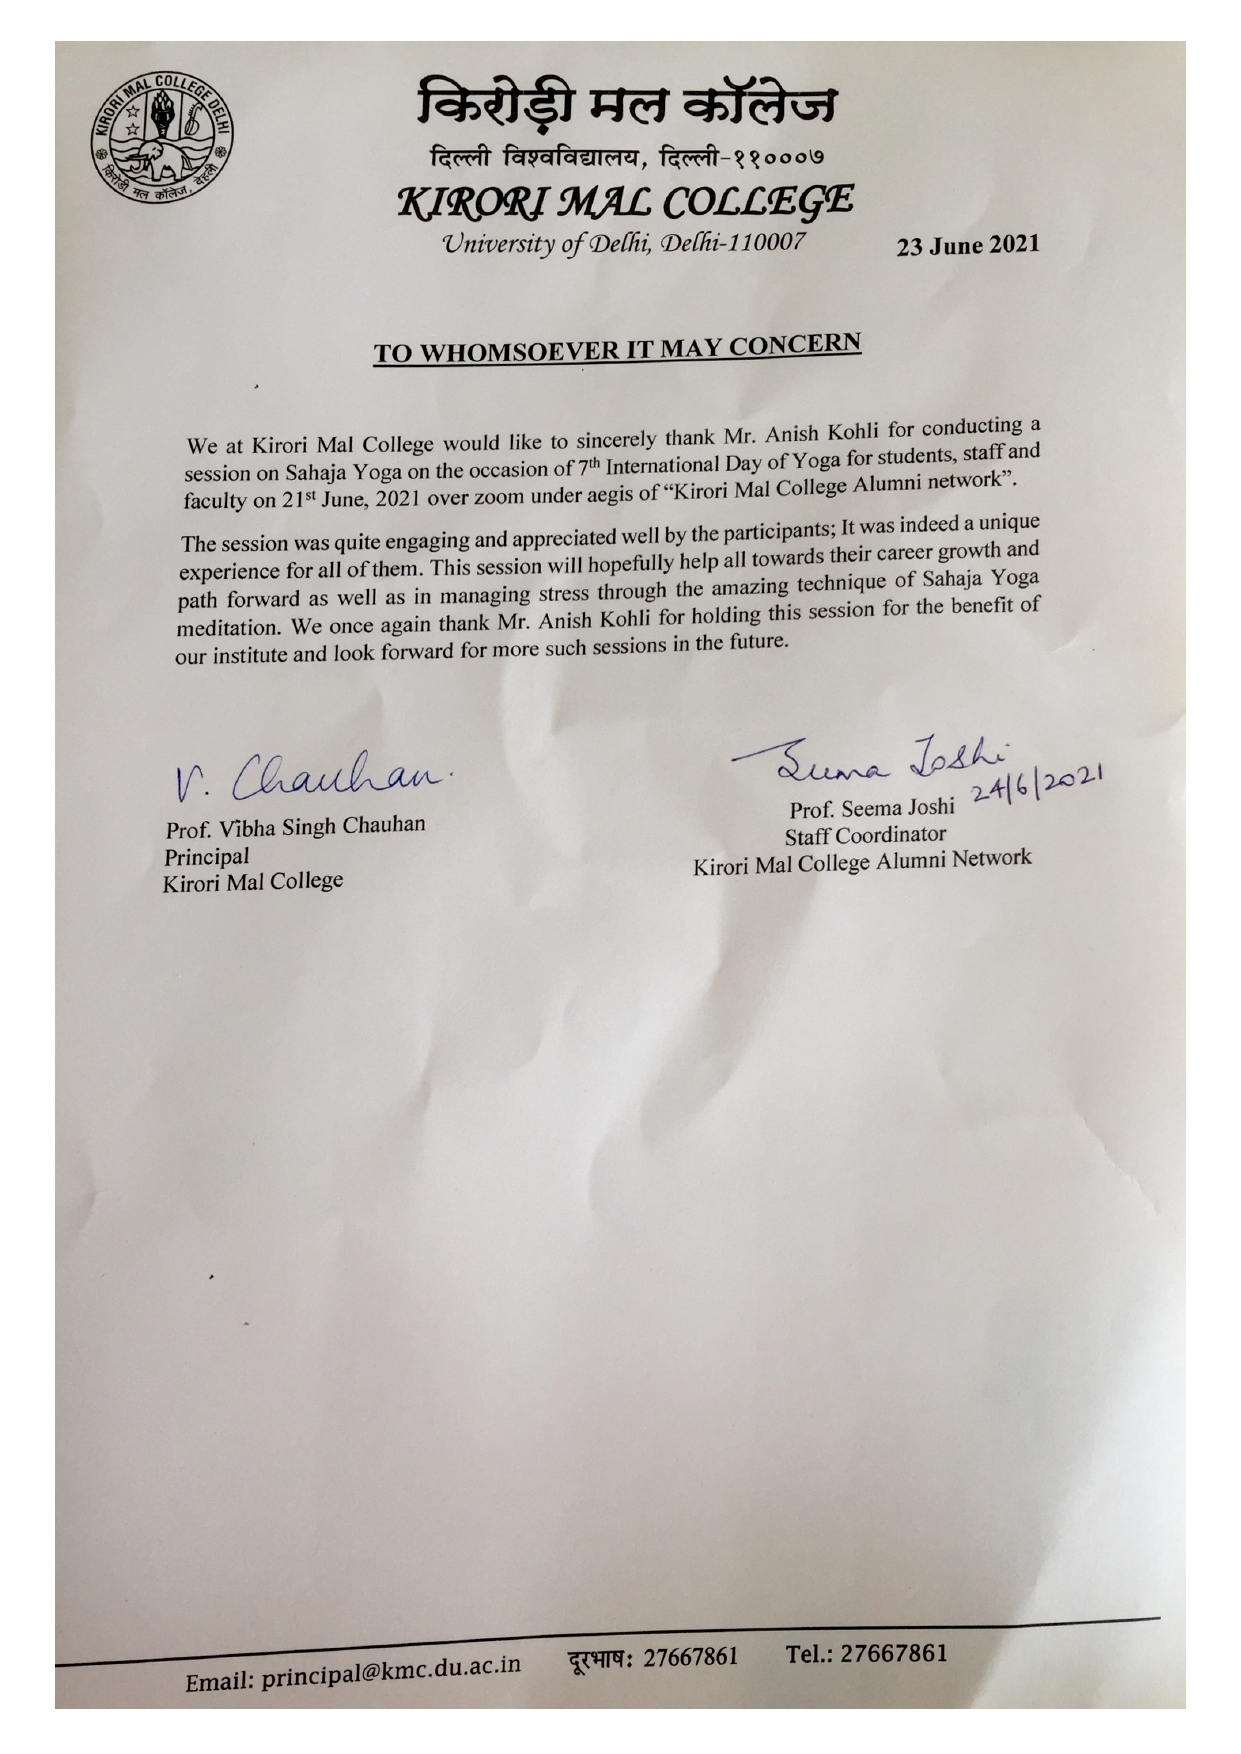 KIRORI MAL COLLEGE DELHI
किरोड़ी मल कॉलेज, देहली
किरोड़ी मल कॉलेज
दिल्ली विश्वविद्यालय, दिल्ली-११०००७
KIRORI MAL COLLEGE
University of Delhi, Delhi-110007
23 June 2021
TO WHOMSOEVER IT MAY CONCERN
We at Kirori Mal College would like to sincerely thank Mr. Anish Kohli for conducting a
session on Sahaja Yoga on the occasion of 7th International Day of Yoga for students, staff and
faculty on 21st June, 2021 over zoom under aegis of “Kirori Mal College Alumni network”.
The session was quite engaging and appreciated well by the participants; It was indeed a unique
experience for all of them. This session will hopefully help all towards their career growth and
path forward as well as in managing stress through the amazing technique of Sahaja Yoga
meditation. We once again thank Mr. Anish Kohli for holding this session for the benefit of
our institute and look forward for more such sessions in the future.
V. Chauhan.
Prof. Vibha Singh Chauhan
Principal
Kirori Mal College
Seema Joshi
24/6/2021
Prof. Seema Joshi
Staff Coordinator
Kirori Mal College Alumni Network
Email: principal@kmc.du.ac.in दूरभाष: 27667861 Tel.: 27667861